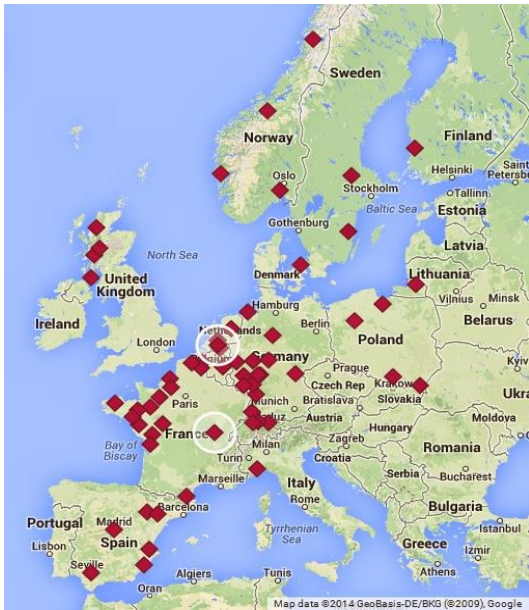 Sweden
Norway
Finland
Oslo
Helsinki
Saint
Petersb
Stockholm
Tallinn
Baltic Sea
Estonia
Gothenburg
North Sea
Latvia
United
Kingdom
Denmark
Lithuania
Vilnius
Minsk
Ireland
Hamburg
Netherlands
Belarus
London
Berlin
Poland
Germany
Kyiv
Prague
Paris
Czech Rep
Krakow
Slovakia
Munich
Bratislava
Austria
Moldova
Hungary
France
Bay of
Biscay
Zagreb
Romania
Milan
Turin
Croatia
Serbia
Bucharest
Marseille
Italy
Bulgaria
Rome
Portugal
Madrid
Barcelona
Istanbul
Tyrrhenian
Sea
Spain
Lisbon
Greece
Izmir
Seville
Athens
Algiers
Tunis
Oran
Map data ©2014 GeoBasis-DE/BKG (©2009), Google